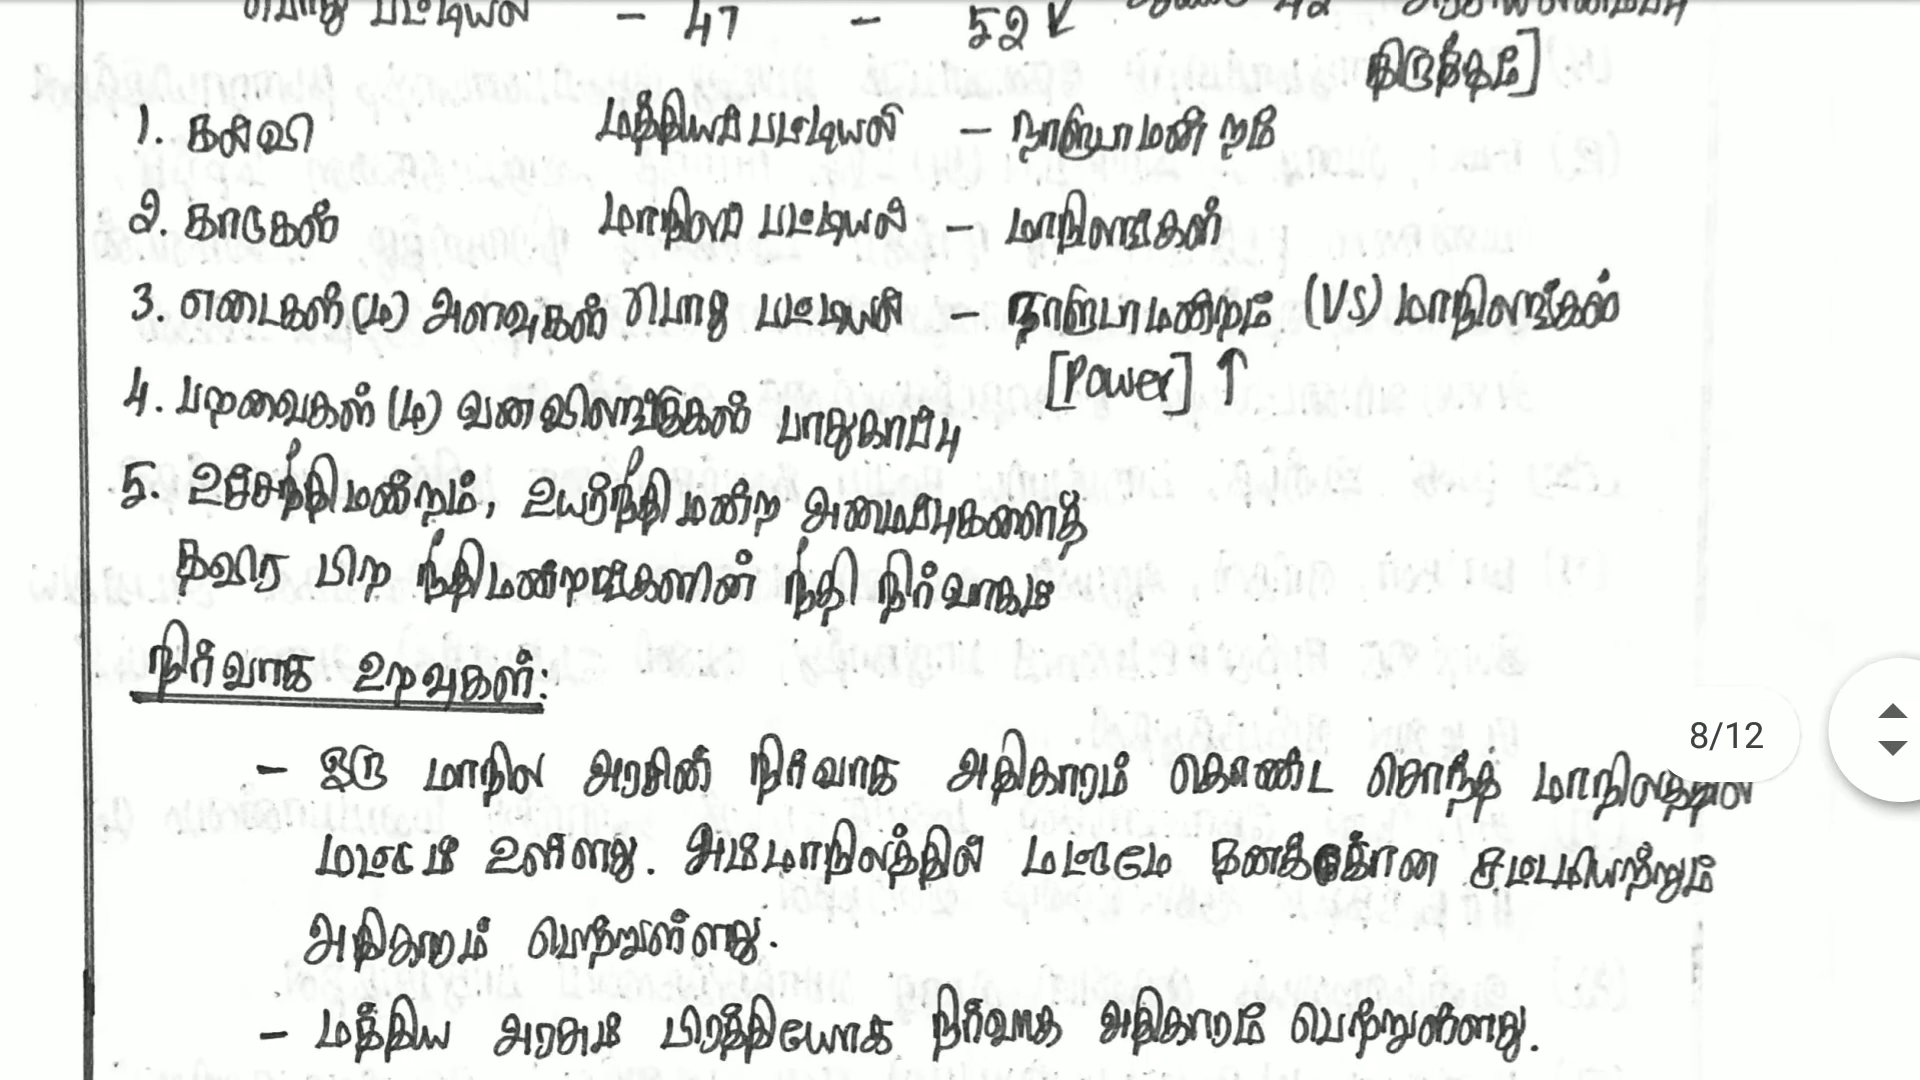 பொது பட்டியல் – 47 – 52 ✓ 42
திருத்தம்]
1. கல்வி மத்தியப் பட்டியல் – நாடாளுமன்றம்
2. காடுகள் மாநிலப் பட்டியல் – மாநிலங்கள்
3. எடைகள் (ம) அளவுகள் பொது பட்டியல் – நாடாளுமன்றம் (VS) மாநிலங்கள்
[Power] ↑
4. பறவைகள் (ம) வனவிலங்குகள் பாதுகாப்பு
5. உச்சநீதிமன்றம், உயர்நீதிமன்ற அமைப்புகளைத்
தவிர பிற நீதிமன்றங்களின் நீதி நிர்வாகம்
நிர்வாக உறவுகள்:
– ஒரு மாநில அரசின் நிர்வாக அதிகாரம் கொண்ட சொந்த மாநிலத்தில்
மட்டும் உள்ளது. அம்மாநிலத்தில் மட்டுமே தனக்கான சட்டமியற்றும்
அதிகாரம் பெற்றுள்ளது.
– மத்திய அரசும் பிரத்தியோக நிர்வாக அதிகாரம் பெற்றுள்ளது.
8/12